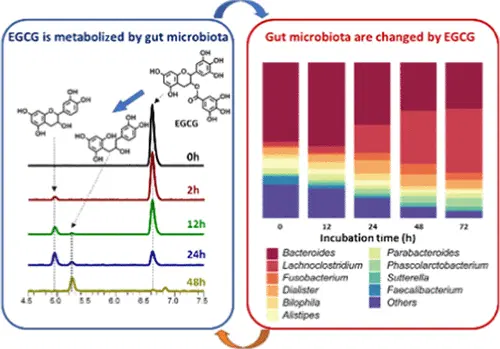 EGCG is metabolized by gut microbiota
EGCG
0h
2h
12h
24h
48h
4.5 5.0 5.5 6.0 6.5 7.0 7.5
Gut microbiota are changed by EGCG
0 12 24 48 72
Incubation time (h)
Bacteroides
Lachnoclostridium
Fusobacterium
Dialister
Bilophila
Alistipes
Parabacteroides
Phascolarctobacterium
Sutterella
Faecalibacterium
Others